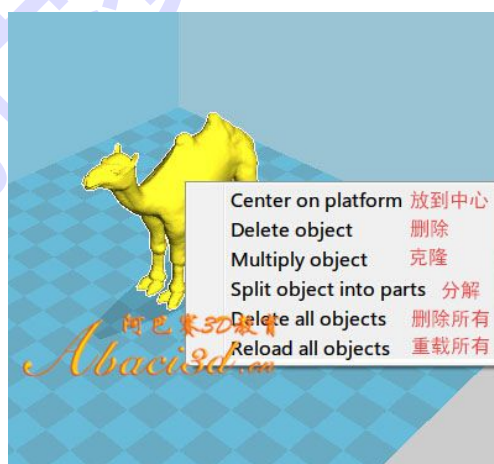 Center on platform 放到中心
Delete object 删除
Multiply object 克隆
Split object into parts 分解
Delete all objects 删除所有
Reload all objects 重载所有
阿巴赛3D教育
Abaci3d.cn